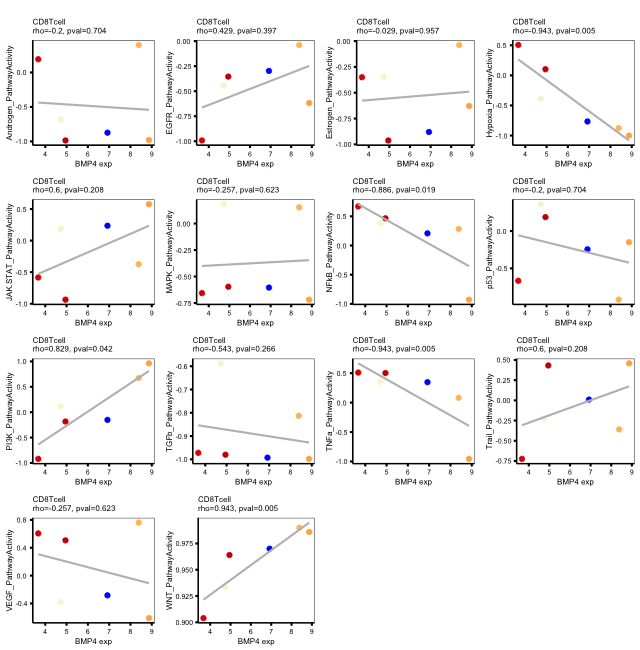 CD8Tcell
rho=-0.2, pval=0.704
Androgen_PathwayActivity
0.0
-0.5
-1.0
4 5 6 7 8 9
BMP4 exp
CD8Tcell
rho=0.429, pval=0.397
EGFR_PathwayActivity
0.00
-0.25
-0.50
-0.75
-1.00
4 5 6 7 8 9
BMP4 exp
CD8Tcell
rho=-0.029, pval=0.957
Estrogen_PathwayActivity
0.00
-0.25
-0.50
-0.75
-1.00
4 5 6 7 8 9
BMP4 exp
CD8Tcell
rho=-0.943, pval=0.005
Hypoxia_PathwayActivity
0.5
0.0
-0.5
-1.0
4 5 6 7 8 9
BMP4 exp
CD8Tcell
rho=0.6, pval=0.208
JAK.STAT_PathwayActivity
0.5
0.0
-0.5
-1.0
4 5 6 7 8 9
BMP4 exp
CD8Tcell
rho=-0.257, pval=0.623
MAPK_PathwayActivity
0.00
-0.25
-0.50
-0.75
4 5 6 7 8 9
BMP4 exp
CD8Tcell
rho=-0.886, pval=0.019
NFkB_PathwayActivity
0.5
0.0
-0.5
-1.0
4 5 6 7 8 9
BMP4 exp
CD8Tcell
rho=-0.2, pval=0.704
p53_PathwayActivity
0.0
-0.5
4 5 6 7 8 9
BMP4 exp
CD8Tcell
rho=0.829, pval=0.042
PI3K_PathwayActivity
1.0
0.5
0.0
-0.5
-1.0
4 5 6 7 8 9
BMP4 exp
CD8Tcell
rho=-0.543, pval=0.266
TGFb_PathwayActivity
-0.6
-0.7
-0.8
-0.9
-1.0
4 5 6 7 8 9
BMP4 exp
CD8Tcell
rho=-0.943, pval=0.005
TNFa_PathwayActivity
0.5
0.0
-0.5
-1.0
4 5 6 7 8 9
BMP4 exp
CD8Tcell
rho=0.6, pval=0.208
Trail_PathwayActivity
0.50
0.25
0.00
-0.25
-0.50
-0.75
4 5 6 7 8 9
BMP4 exp
CD8Tcell
rho=-0.257, pval=0.623
VEGF_PathwayActivity
0.8
0.4
0.0
-0.4
4 5 6 7 8 9
BMP4 exp
CD8Tcell
rho=0.943, pval=0.005
WNT_PathwayActivity
0.975
0.950
0.925
0.900
4 5 6 7 8 9
BMP4 exp